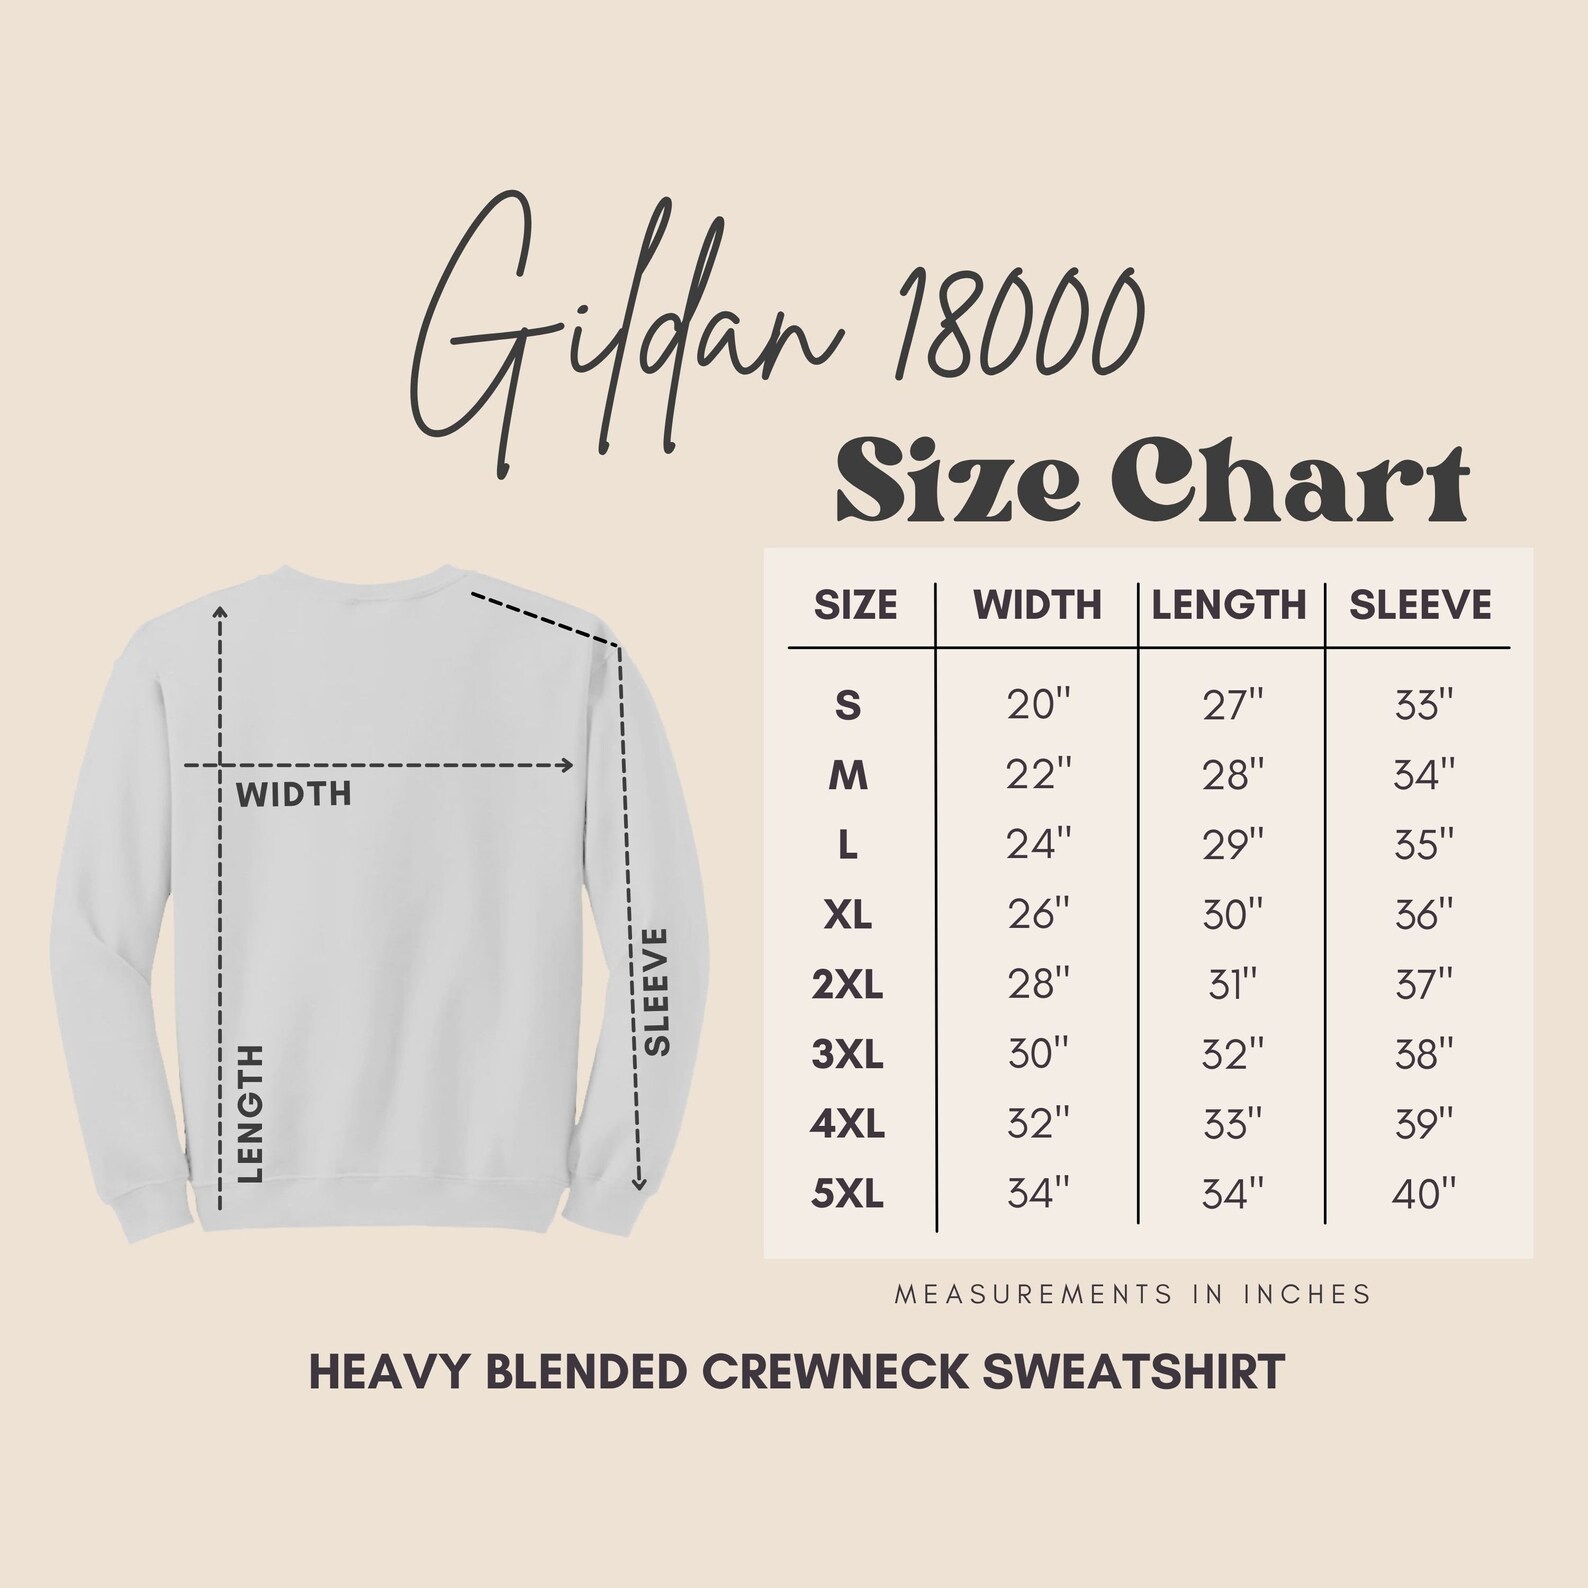 Gildan 18000
Size Chart
SIZE WIDTH LENGTH SLEEVE
S 20" 27" 33"
M 22" 28" 34"
L 24" 29" 35"
XL 26" 30" 36"
2XL 28" 31" 37"
3XL 30" 32" 38"
4XL 32" 33" 39"
5XL 34" 34" 40"
WIDTH
LENGTH
SLEEVE
MEASUREMENTS IN INCHES
HEAVY BLENDED CREWNECK SWEATSHIRT